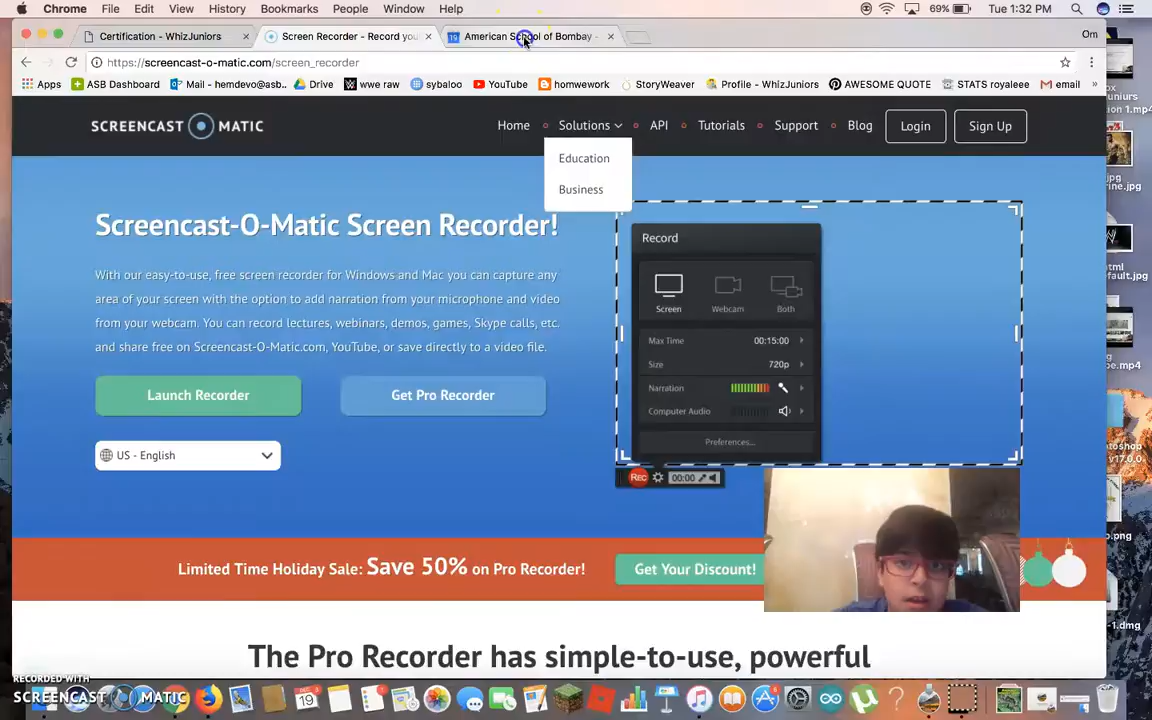 Chrome File Edit View History Bookmarks People Window Help 69% Tue 1:32 PM
Certification - WhizJuniors Screen Recorder - Record you 19 American School of Bombay - Om
https://screencast-o-matic.com/screen_recorder
Apps ASB Dashboard Mail - hemdevo@asb.. Drive wwe raw sybaloo YouTube homwework StoryWeaver Profile - WhizJuniors AWESOME QUOTE STATS royaleee email »
SCREENCAST MATIC Home Solutions API Tutorials Support Blog Login Sign Up
Education
Business
Screencast-O-Matic Screen Recorder!
With our easy-to-use, free screen recorder for Windows and Mac you can capture any
area of your screen with the option to add narration from your microphone and video
from your webcam. You can record lectures, webinars, demos, games, Skype calls, etc.
and share free on Screencast-O-Matic.com, YouTube, or save directly to a video file.
Launch Recorder Get Pro Recorder
US - English
Record
Screen Webcam Both
Max Time 00:15:00
Size 720p
Narration
Computer Audio
Preferences...
REC 00:00
Limited Time Holiday Sale: Save 50% on Pro Recorder! Get Your Discount!
The Pro Recorder has simple-to-use, powerful
RECORDED WITH
SCREENCAST MATIC